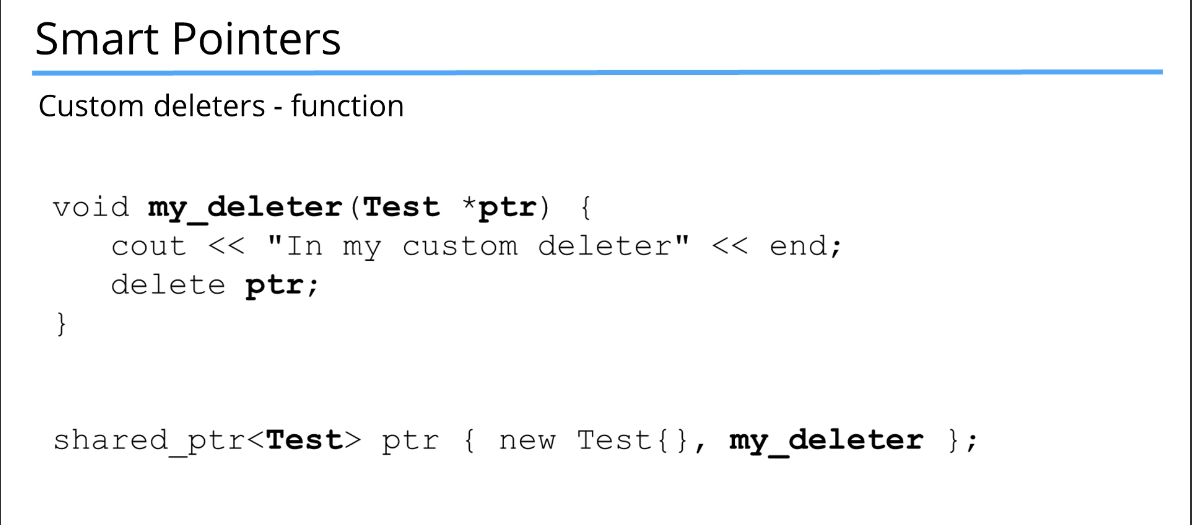 Smart Pointers
Custom deleters - function
void my_deleter(Test *ptr) {
cout << "In my custom deleter" << end;
delete ptr;
}
shared_ptr<Test> ptr { new Test{}, my_deleter };